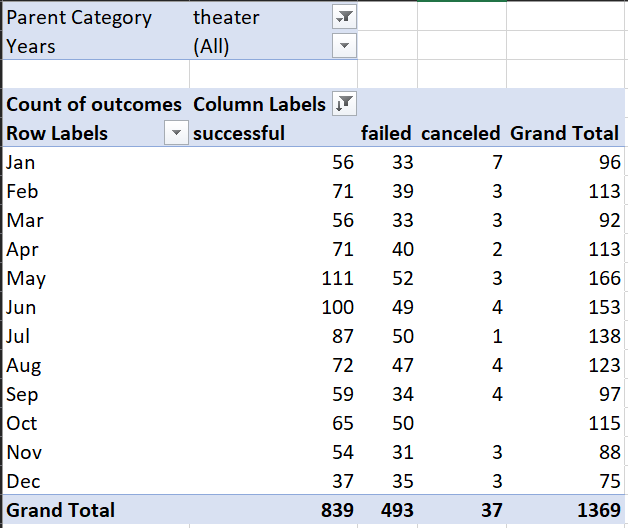 Parent Category theater
Years (All)
Count of outcomes Column Labels
Row Labels successful failed canceled Grand Total
Jan 56 33 7 96
Feb 71 39 3 113
Mar 56 33 3 92
Apr 71 40 2 113
May 111 52 3 166
Jun 100 49 4 153
Jul 87 50 1 138
Aug 72 47 4 123
Sep 59 34 4 97
Oct 65 50 115
Nov 54 31 3 88
Dec 37 35 3 75
Grand Total 839 493 37 1369